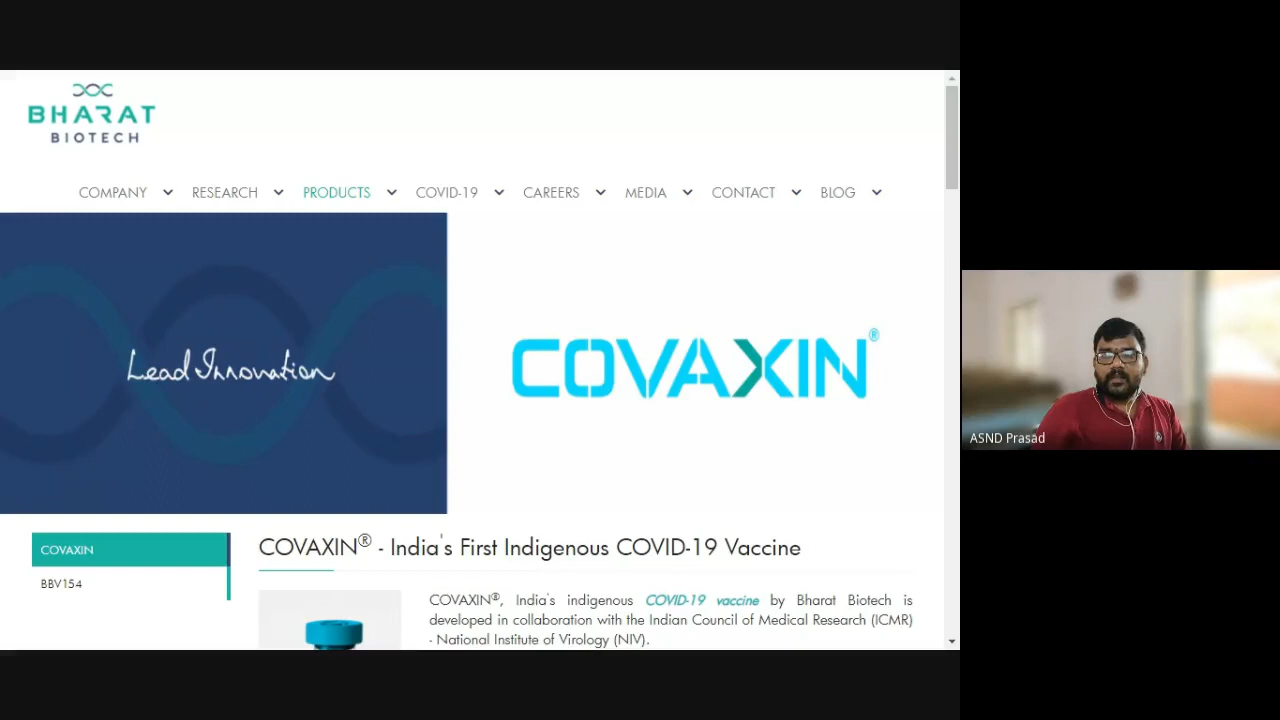 BHARAT
BIOTECH
COMPANY RESEARCH PRODUCTS COVID-19 CAREERS MEDIA CONTACT BLOG
Lead Innovation
COVAXIN®
COVAXIN
BBV154
COVAXIN® - India's First Indigenous COVID-19 Vaccine
COVAXIN®, India's indigenous COVID-19 vaccine by Bharat Biotech is
developed in collaboration with the Indian Council of Medical Research (ICMR)
- National Institute of Virology (NIV).
ASND Prasad